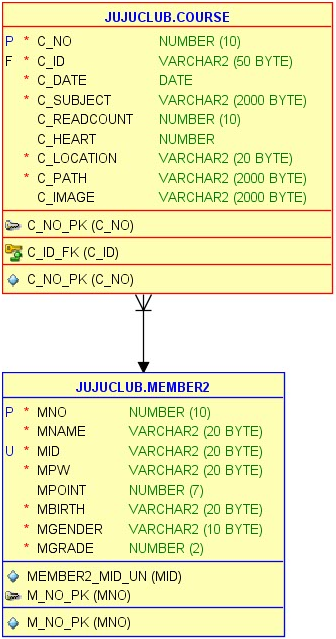 JUJUCLUB.COURSE
P * C_NO NUMBER (10)
F * C_ID VARCHAR2 (50 BYTE)
* C_DATE DATE
* C_SUBJECT VARCHAR2 (2000 BYTE)
C_READCOUNT NUMBER (10)
C_HEART NUMBER
* C_LOCATION VARCHAR2 (20 BYTE)
* C_PATH VARCHAR2 (2000 BYTE)
C_IMAGE VARCHAR2 (2000 BYTE)
C_NO_PK (C_NO)
C_ID_FK (C_ID)
C_NO_PK (C_NO)
JUJUCLUB.MEMBER2
P * MNO NUMBER (10)
* MNAME VARCHAR2 (20 BYTE)
U * MID VARCHAR2 (20 BYTE)
* MPW VARCHAR2 (20 BYTE)
MPOINT NUMBER (7)
* MBIRTH VARCHAR2 (20 BYTE)
* MGENDER VARCHAR2 (10 BYTE)
* MGRADE NUMBER (2)
MEMBER2_MID_UN (MID)
M_NO_PK (MNO)
M_NO_PK (MNO)